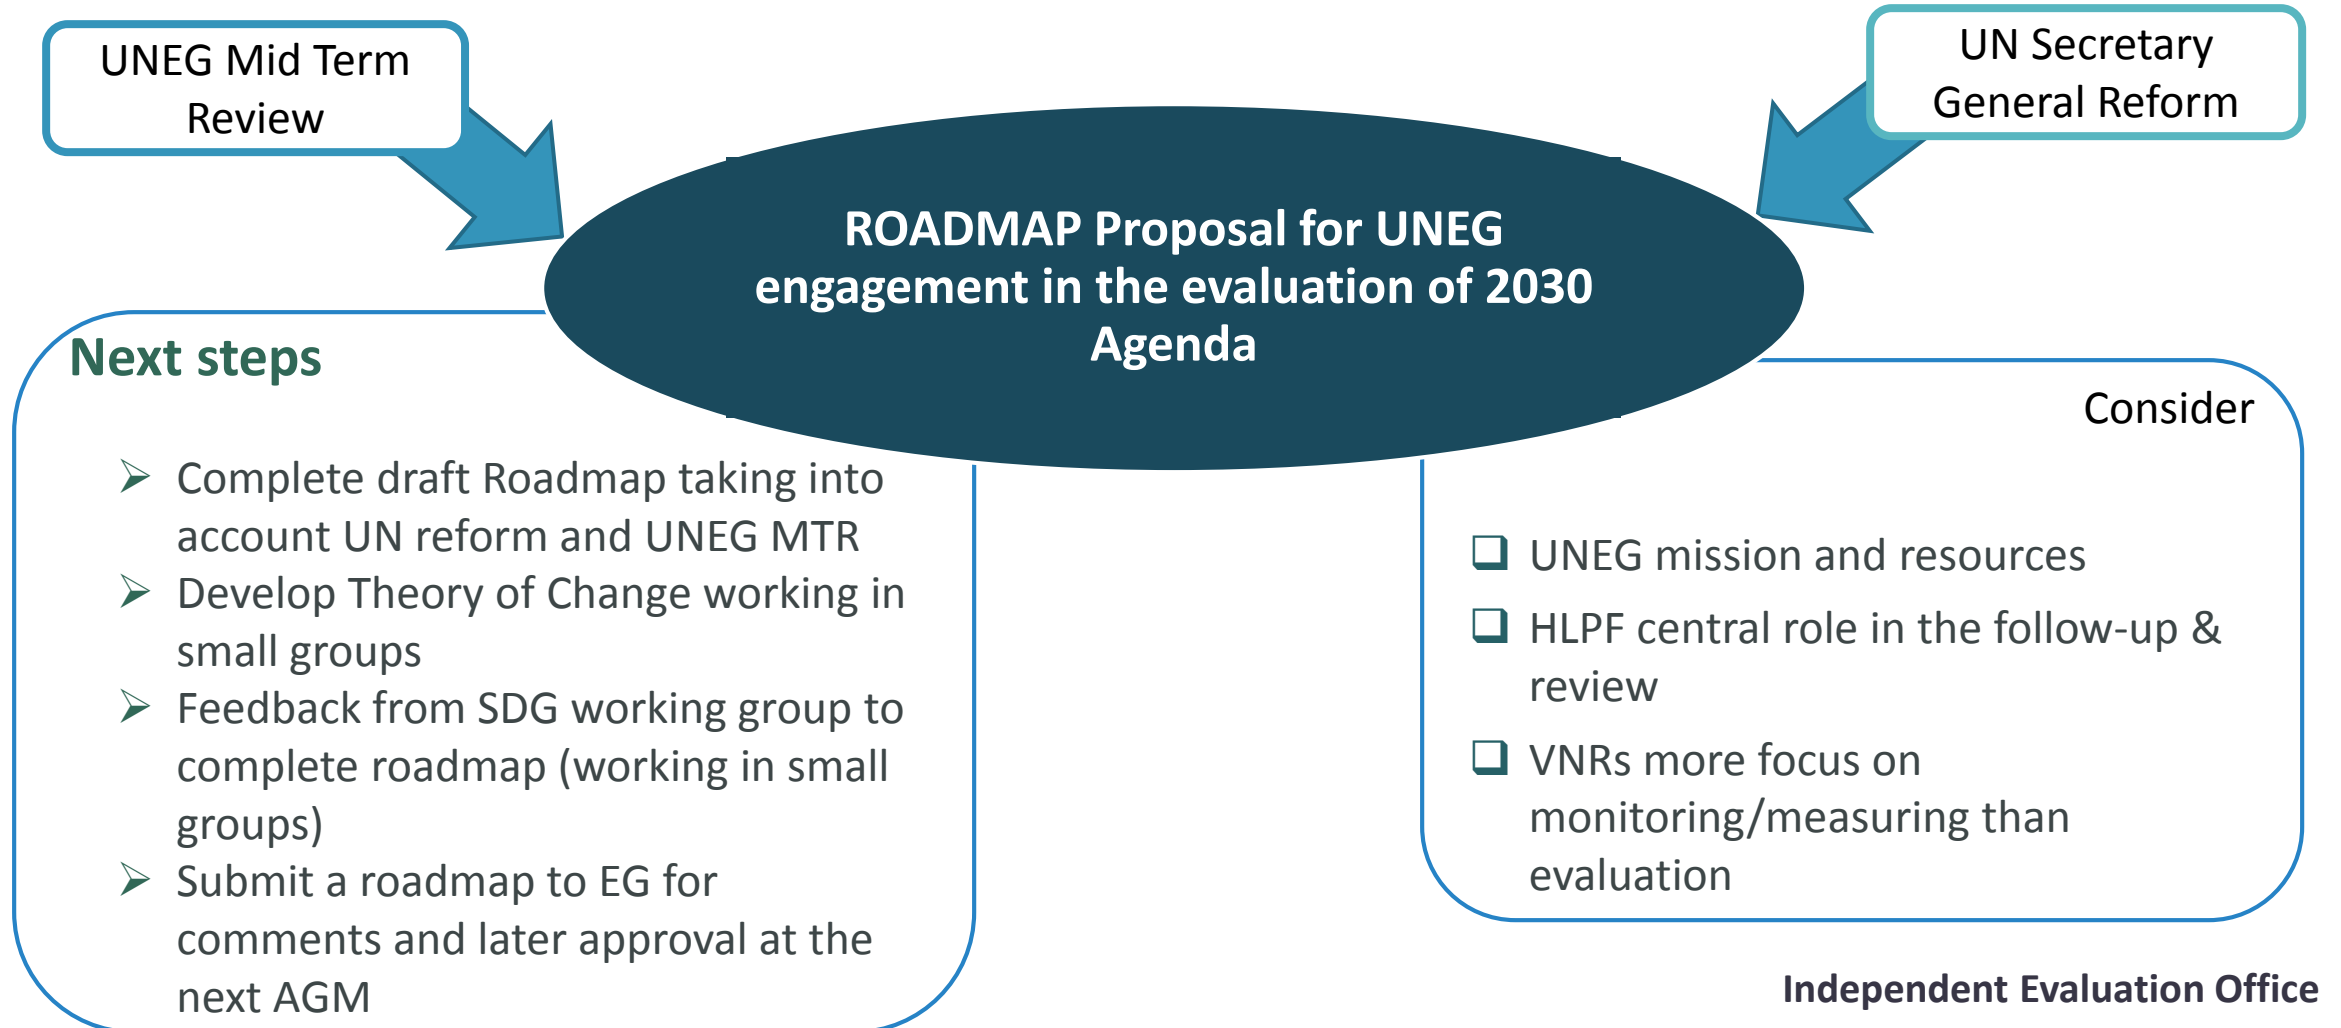 UNEG Mid Term
Review
UN Secretary
General Reform
ROADMAP Proposal for UNEG
engagement in the evaluation of 2030
Agenda
Next steps
➢ Complete draft Roadmap taking into
account UN reform and UNEG MTR
➢ Develop Theory of Change working in
small groups
➢ Feedback from SDG working group to
complete roadmap (working in small
groups)
➢ Submit a roadmap to EG for
comments and later approval at the
next AGM
Consider
❑ UNEG mission and resources
❑ HLPF central role in the follow-up &
review
❑ VNRs more focus on
monitoring/measuring than
evaluation
Independent Evaluation Office